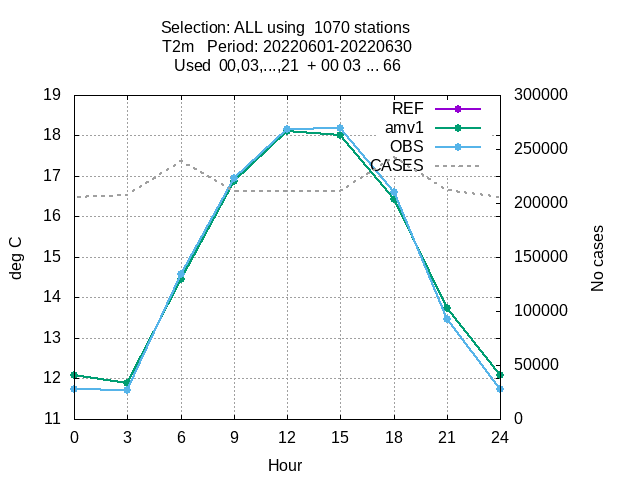 Selection: ALL using  1070 stations
T2m   Period: 20220601-20220630
Used  00,03,...,21  + 00 03 ... 66
REF
amv1
OBS
CASES
19
18
17
16
15
14
13
12
11
300000
250000
200000
150000
100000
50000
0
deg C
No cases
0 3 6 9 12 15 18 21 24
Hour